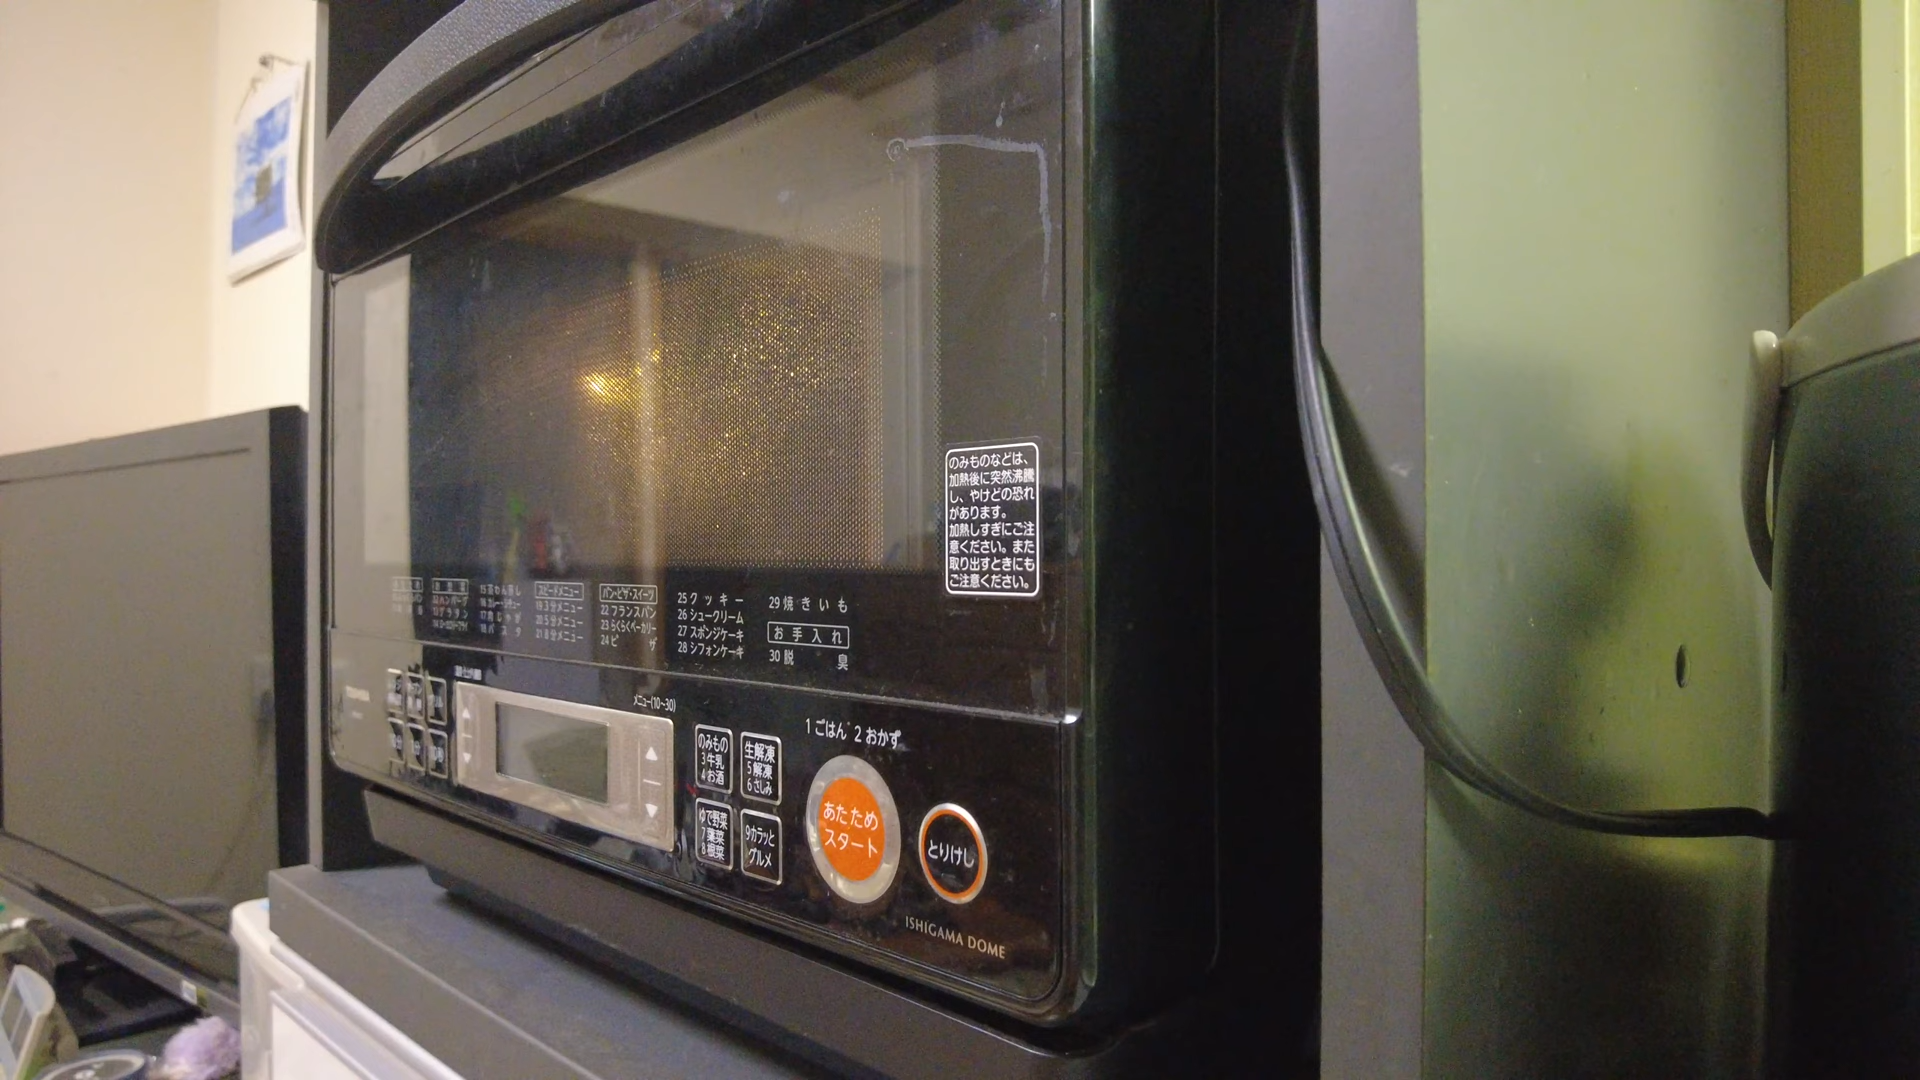 のみものなどは、
加熱後に突然沸騰
し、やけどの恐れ
があります。
加熱しすぎにご注
意ください。また
取り出すときにも
ご注意ください。
スピードメニュー
19 3分メニュー
20 5分メニュー
21 8分メニュー
パン・ピザ・スイーツ
22 フランスパン
23 らくらくベーカリー
24 ピザ
25 クッキー
26 シュークリーム
27 スポンジケーキ
28 シフォンケーキ
29 焼きいも
お手入れ
30 脱臭
TOSHIBA
メニュー(10~30)
のみもの
3 牛乳
4 お酒
生解凍
5 解凍
6 さしみ
ゆで野菜
7 葉菜
8 根菜
9 カラッと
グルメ
1 ごはん 2 おかず
あたため
スタート
とりけし
ISHIGAMA DOME